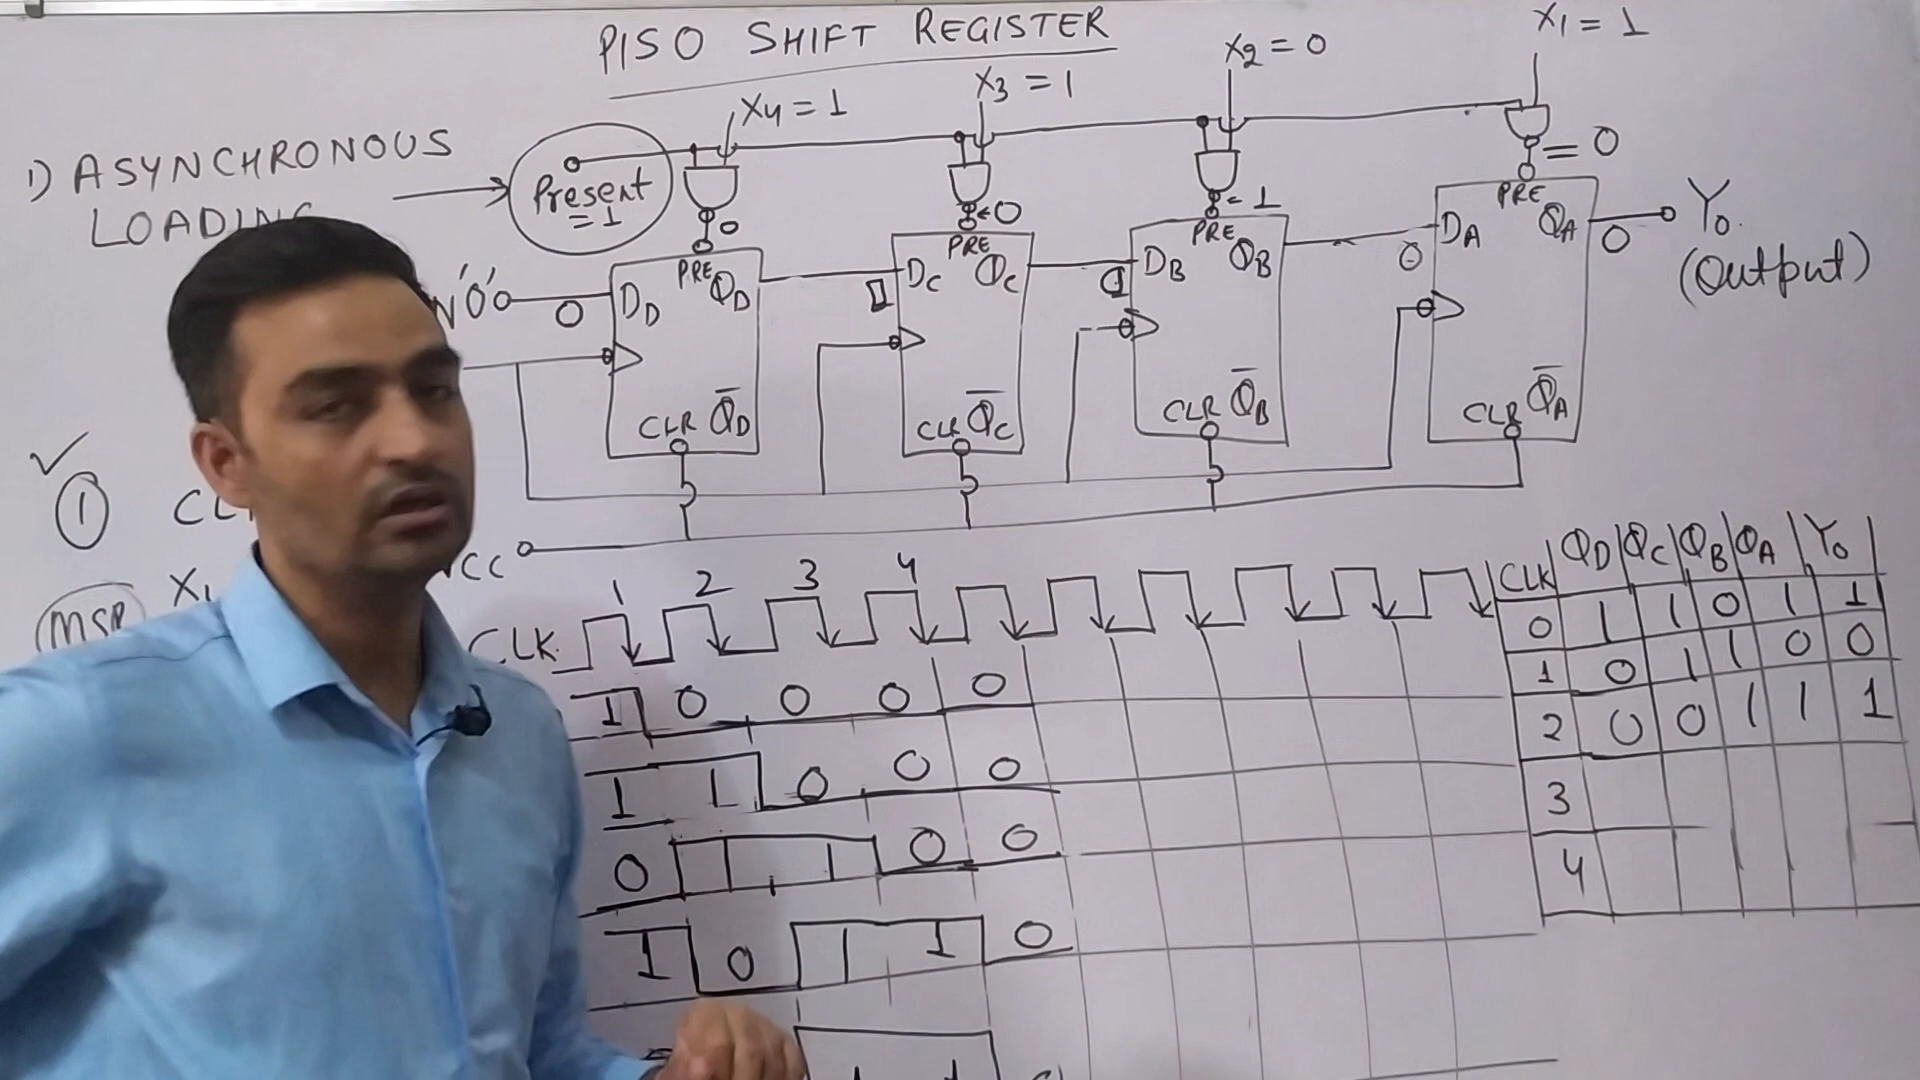 PISO SHIFT REGISTER
1) ASYNCHRONOUS
LOADING
Present
= 1
X4 = 1
X3 = 1
X2 = 0
X1 = 1
0
0
= 1
= 0
'0'
0
DD
PRE
QD
CLR
Q̅D
DC
PRE
QC
CLR
Q̅C
DB
PRE
QB
CLR
Q̅B
0
DA
PRE
QA
CLR
Q̅A
0
Y0.
(Output)
1
X1
MSB
VCC
CLK
1 2 3 4
1 0 0 0 0
1 1 0 0 0
0 1 1 0 0
1 0 1 1 0
CLK QD QC QB QA Y0
0 1 1 0 1 1
1 0 1 1 0 0
2 0 0 1 1 1
3
4